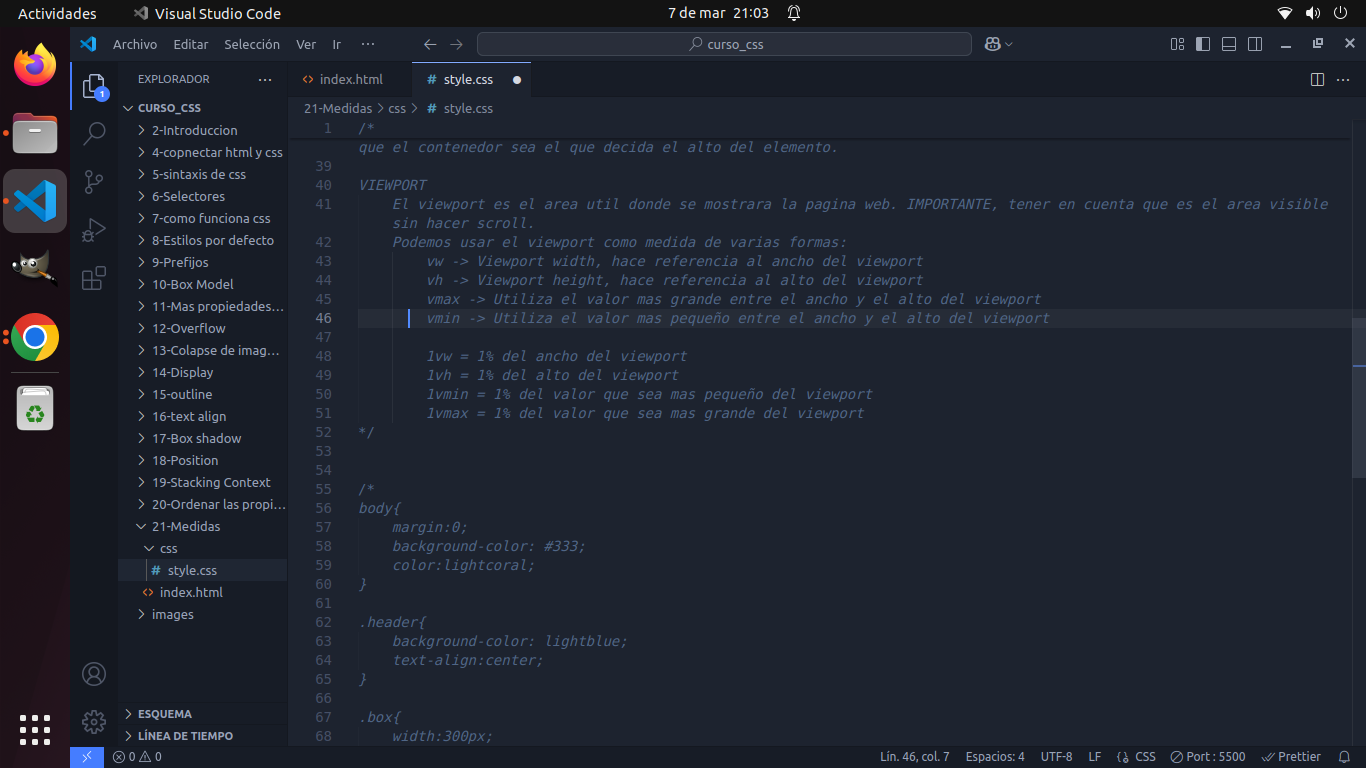 Actividades
Visual Studio Code
7 de mar 21:03
Archivo Editar Selección Ver Ir ···
curso_css
EXPLORADOR ···
CURSO_CSS
2-Introduccion
4-copnectar html y css
5-sintaxis de css
6-Selectores
7-como funciona css
8-Estilos por defecto
9-Prefijos
10-Box Model
11-Mas propiedades…
12-Overflow
13-Colapse de imag…
14-Display
15-outline
16-text align
17-Box shadow
18-Position
19-Stacking Context
20-Ordenar las propi…
21-Medidas
css
# style.css
<> index.html
images
ESQUEMA
LÍNEA DE TIEMPO
1
<> index.html
# style.css
21-Medidas > css > # style.css
1 /*
que el contenedor sea el que decida el alto del elemento.
39
40 VIEWPORT
41 El viewport es el area util donde se mostrara la pagina web. IMPORTANTE, tener en cuenta que es el area visible
sin hacer scroll.
42 Podemos usar el viewport como medida de varias formas:
43 vw -> Viewport width, hace referencia al ancho del viewport
44 vh -> Viewport height, hace referencia al alto del viewport
45 vmax -> Utiliza el valor mas grande entre el ancho y el alto del viewport
46 vmin -> Utiliza el valor mas pequeño entre el ancho y el alto del viewport
47
48 1vw = 1% del ancho del viewport
49 1vh = 1% del alto del viewport
50 1vmin = 1% del valor que sea mas pequeño del viewport
51 1vmax = 1% del valor que sea mas grande del viewport
52 */
53
54
55 /*
56 body{
57 margin:0;
58 background-color: #333;
59 color:lightcoral;
60 }
61
62 .header{
63 background-color: lightblue;
64 text-align:center;
65 }
66
67 .box{
68 width:300px;
0 0
Lín. 46, col. 7
Espacios: 4
UTF-8
LF
{} CSS
Port : 5500
Prettier